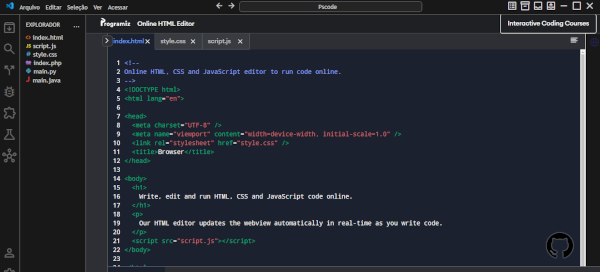 Arquivo Editar Seleção Ver Acessar
Pscode
EXPLORADOR ...
index.html
script.js
style.css
index.php
main.py
main.java
Programiz Online HTML Editor
Interactive Coding Courses
index.html X style.css X script.js X
1 <!--
2 Online HTML, CSS and JavaScript editor to run code online.
3 -->
4 <!DOCTYPE html>
5 <html lang="en">
6
7 <head>
8 <meta charset="UTF-8" />
9 <meta name="viewport" content="width=device-width, initial-scale=1.0" />
10 <link rel="stylesheet" href="style.css" />
11 <title>Browser</title>
12 </head>
13
14 <body>
15 <h1>
16 Write, edit and run HTML, CSS and JavaScript code online.
17 </h1>
18 <p>
19 Our HTML editor updates the webview automatically in real-time as you write code.
20 </p>
21 <script src="script.js"></script>
22 </body>
23